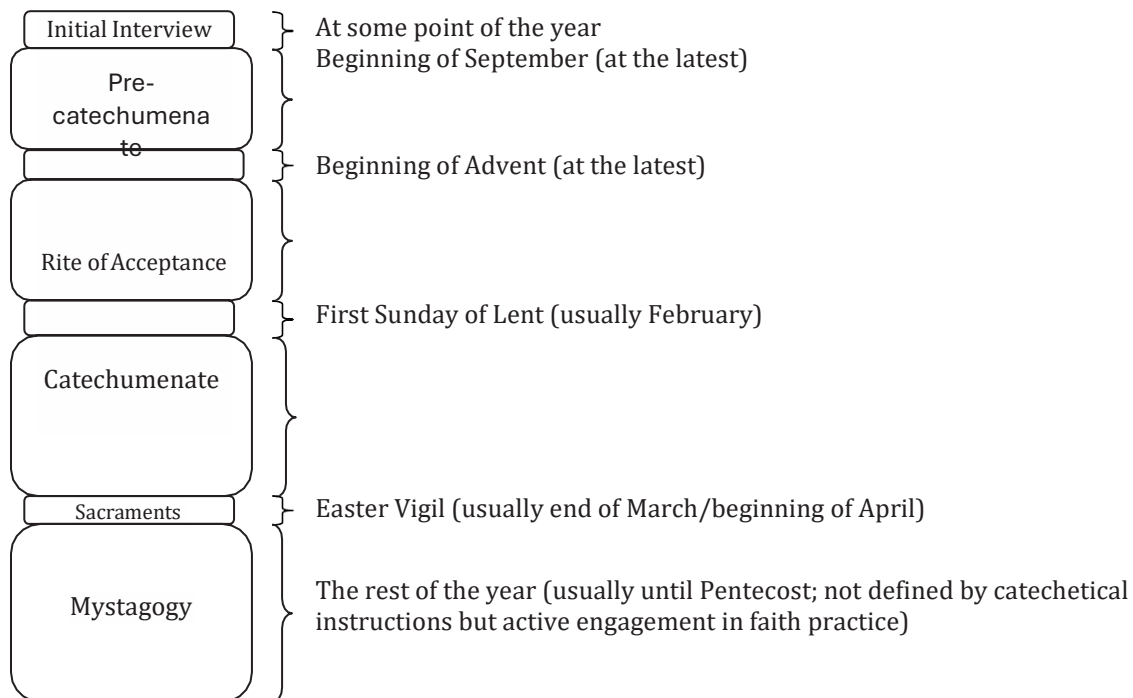 Initial Interview
At some point of the year
Beginning of September (at the latest)
Pre-
catechumena
te
Beginning of Advent (at the latest)
Rite of Acceptance
First Sunday of Lent (usually February)
Catechumenate
Sacraments
Easter Vigil (usually end of March/beginning of April)
Mystagogy
The rest of the year (usually until Pentecost; not defined by catechetical
instructions but active engagement in faith practice)